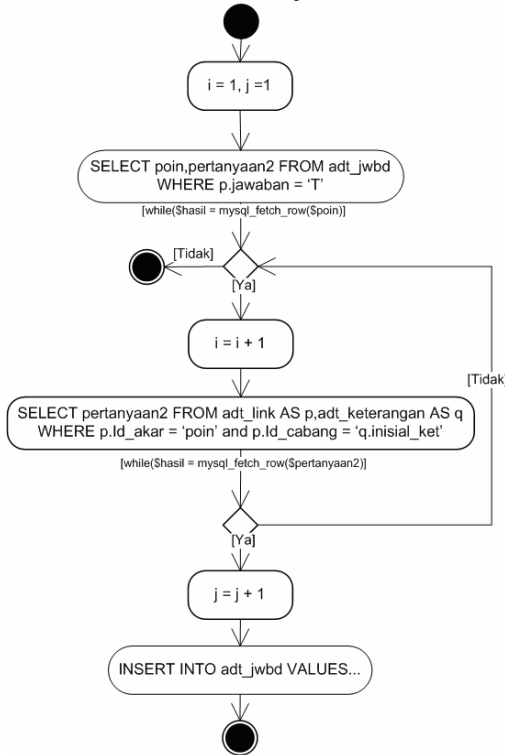 i = 1, j =1
SELECT poin,pertanyaan2 FROM adt_jwbd
WHERE p.jawaban = ‘T’
[while($hasil = mysql_fetch_row($poin)]
[Tidak]
[Ya]
i = i + 1
[Tidak]
SELECT pertanyaan2 FROM adt_link AS p,adt_keterangan AS q
WHERE p.Id_akar = ‘poin’ and p.Id_cabang = ‘q.inisial_ket’
[while($hasil = mysql_fetch_row($pertanyaan2)]
[Ya]
j = j + 1
INSERT INTO adt_jwbd VALUES...